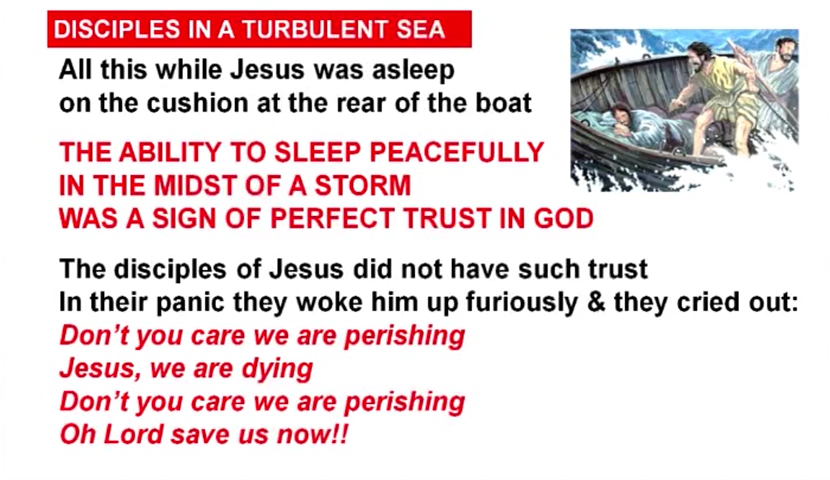 DISCIPLES IN A TURBULENT SEA
All this while Jesus was asleep
on the cushion at the rear of the boat
THE ABILITY TO SLEEP PEACEFULLY
IN THE MIDST OF A STORM
WAS A SIGN OF PERFECT TRUST IN GOD
The disciples of Jesus did not have such trust
In their panic they woke him up furiously & they cried out:
Don't you care we are perishing
Jesus, we are dying
Don't you care we are perishing
Oh Lord save us now!!